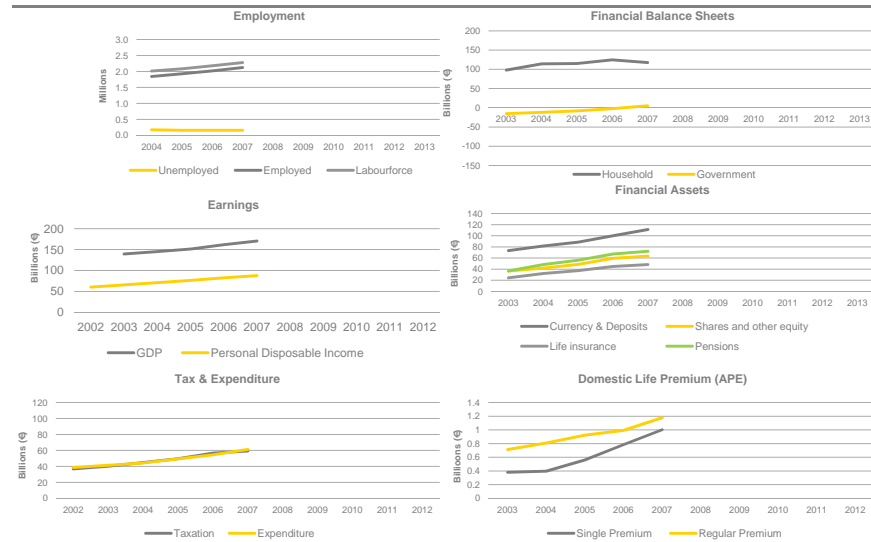 Employment
3.0
2.5
2.0
1.5
1.0
0.5
0.0
Millions
2004 2005 2006 2007 2008 2009 2010 2011 2012 2013
Unemployed Employed Labourforce
Financial Balance Sheets
200
150
100
50
0
-50
-100
-150
Billions (€)
2003 2004 2005 2006 2007 2008 2009 2010 2011 2012 2013
Household Government
Earnings
200
150
100
50
0
Biillions (€)
2002 2003 2004 2005 2006 2007 2008 2009 2010 2011 2012
GDP Personal Disposable Income
Financial Assets
140
120
100
80
60
40
20
0
Billions (€)
2003 2004 2005 2006 2007 2008 2009 2010 2011 2012 2013
Currency & Deposits Shares and other equity
Life insurance Pensions
Tax & Expenditure
120
100
80
60
40
20
0
Billions (€)
2002 2003 2004 2005 2006 2007 2008 2009 2010 2011 2012
Taxation Expenditure
Domestic Life Premium (APE)
1.4
1.2
1
0.8
0.6
0.4
0.2
0
Billioons (€)
2003 2004 2005 2006 2007 2008 2009 2010 2011 2012 2013
Single Premium Regular Premium